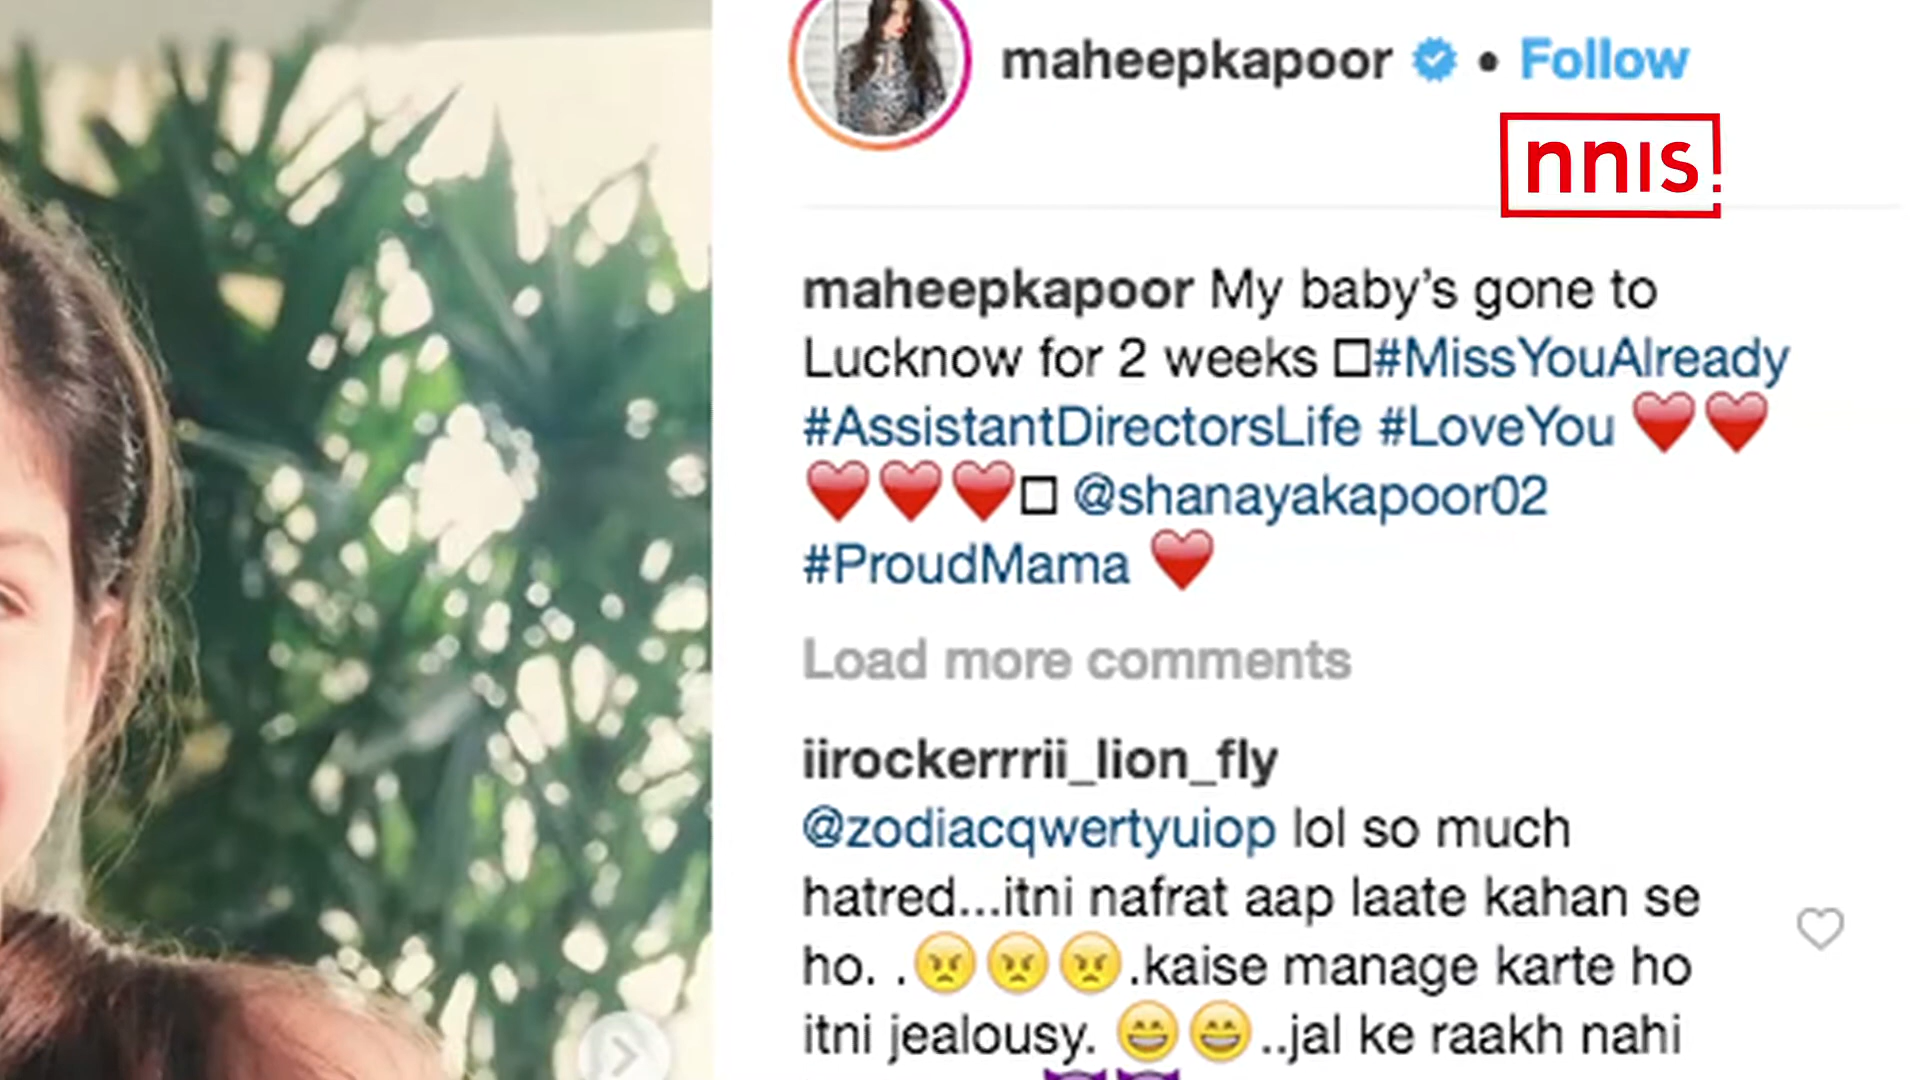 maheepkapoor • Follow
nnis!
maheepkapoor My baby’s gone to
Lucknow for 2 weeks □#MissYouAlready
#AssistantDirectorsLife #LoveYou ❤️❤️
❤️❤️❤️□ @shanayakapoor02
#ProudMama ❤️
Load more comments
iirockerrrii_lion_fly
@zodiacqwertyuiop lol so much
hatred...itni nafrat aap laate kahan se
ho. .😠😠😠.kaise manage karte ho
itni jealousy. 😄😄..jal ke raakh nahi